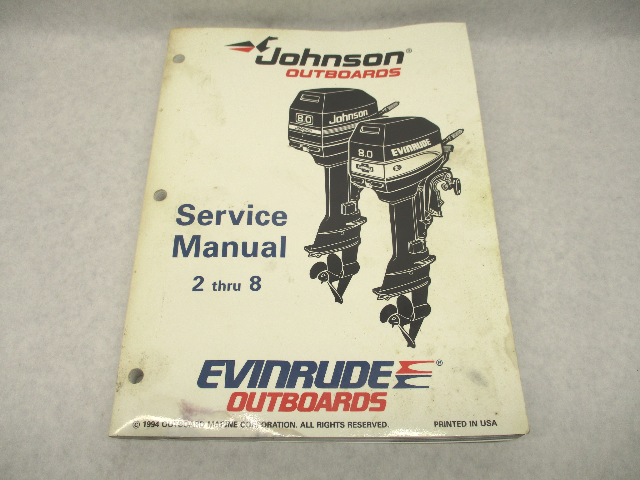 Johnson®
OUTBOARDS
8.0 Johnson
8.0 EVINRUDE
Service
Manual
2 thru 8
EVINRUDE®
OUTBOARDS
© 1994 OUTBOARD MARINE CORPORATION. ALL RIGHTS RESERVED. PRINTED IN USA